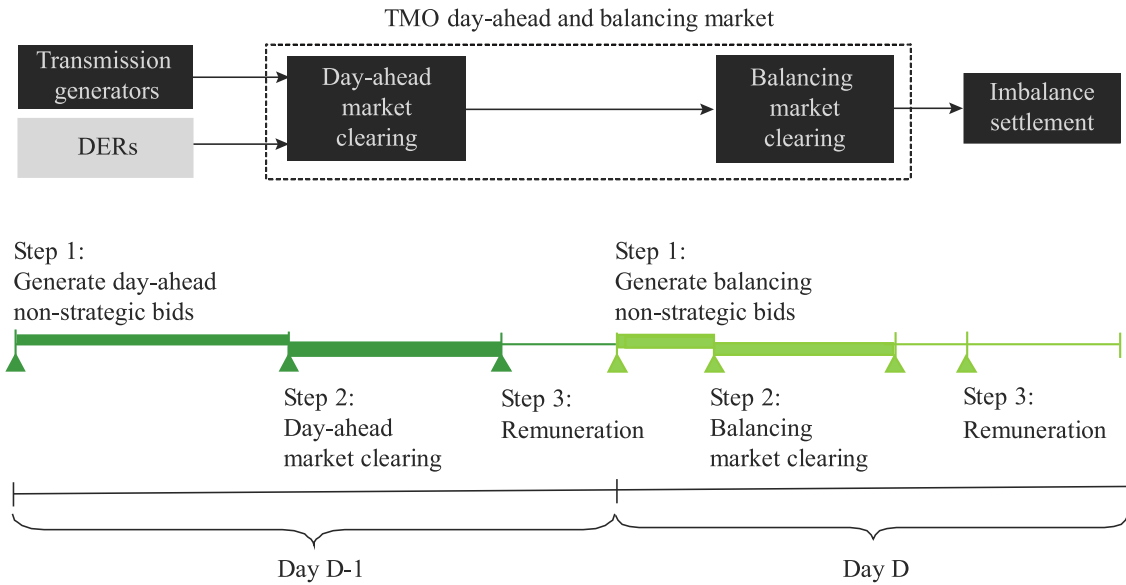 TMO day-ahead and balancing market
Transmission
generators
DERs
Day-ahead
market
clearing
Balancing
market
clearing
Imbalance
settlement
Step 1:
Generate day-ahead
non-strategic bids
Step 1:
Generate balancing
non-strategic bids
Step 2:
Day-ahead
market clearing
Step 3:
Remuneration
Step 2:
Balancing
market clearing
Step 3:
Remuneration
Day D-1
Day D